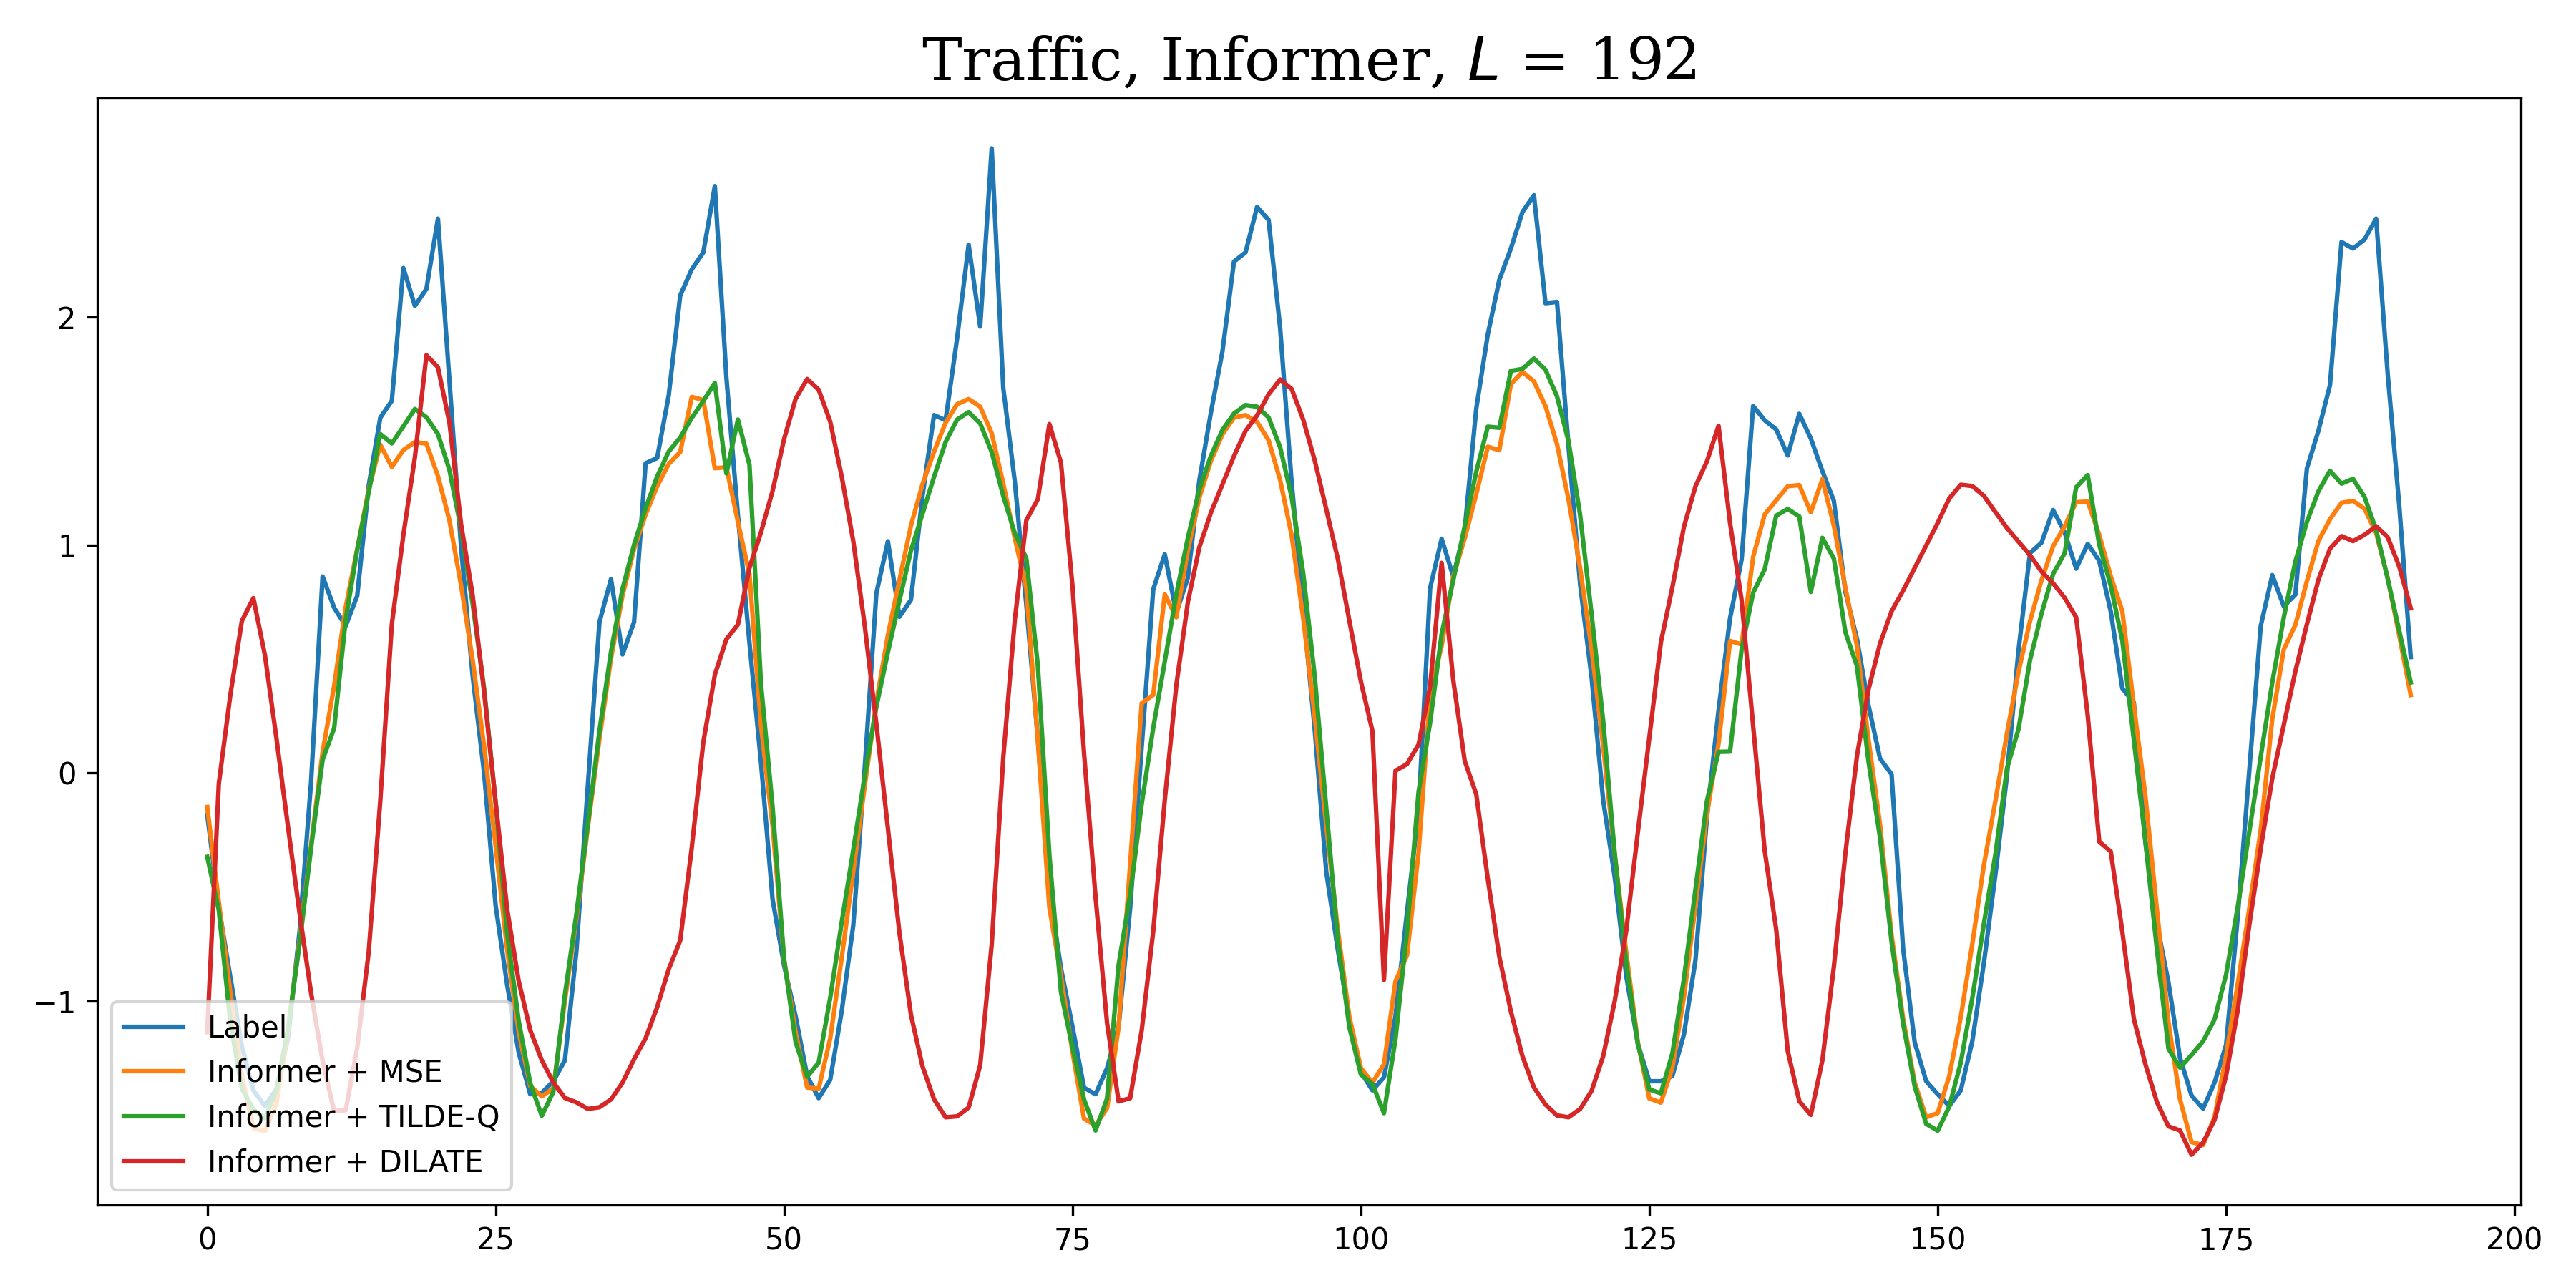 Traffic, Informer, L = 192
2
1
0
−1
Label
Informer + MSE
Informer + TILDE-Q
Informer + DILATE
0 25 50 75 100 125 150 175 200